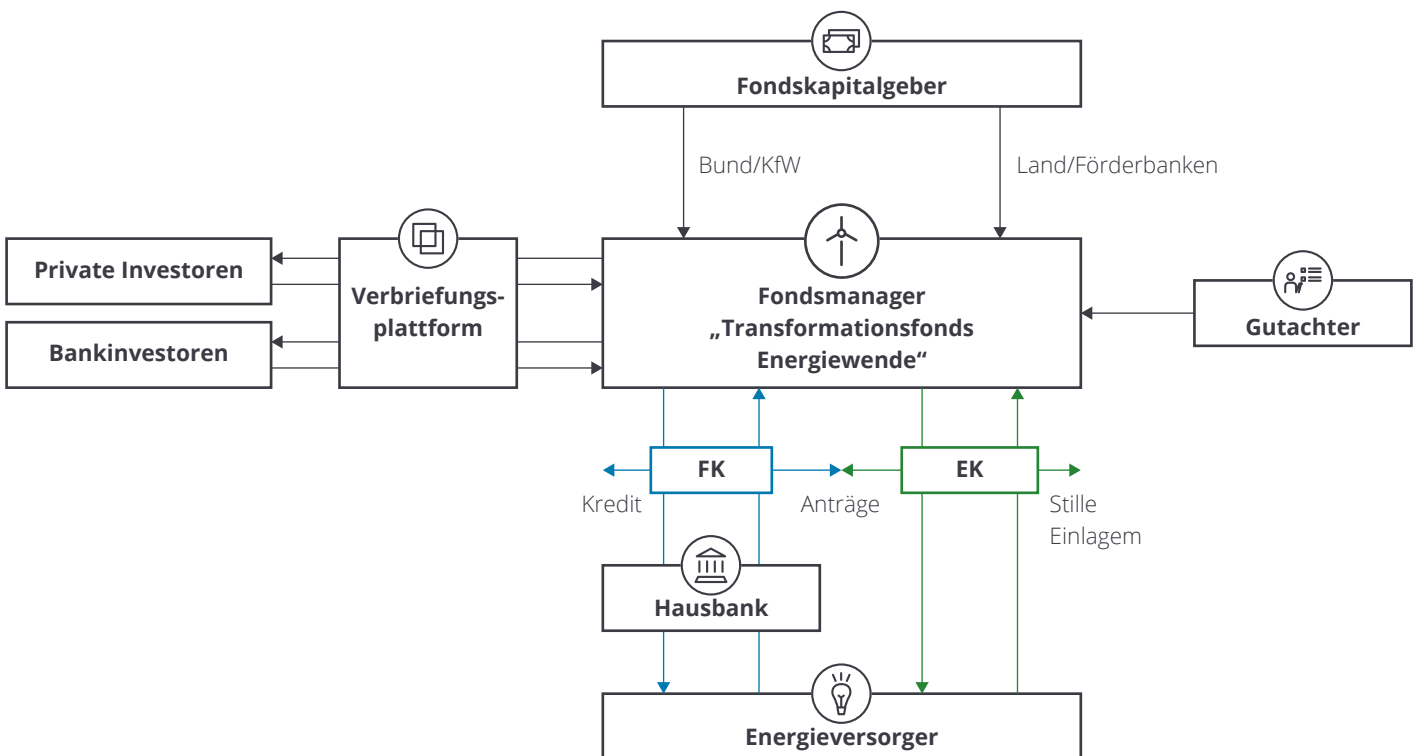 Fondskapitalgeber
Bund/KfW
Land/Förderbanken
Private Investoren
Bankinvestoren
Verbriefungs-
plattform
Fondsmanager
„Transformationsfonds
Energiewende“
Gutachter
FK
EK
Kredit
Anträge
Stille
Einlagem
Hausbank
Energieversorger